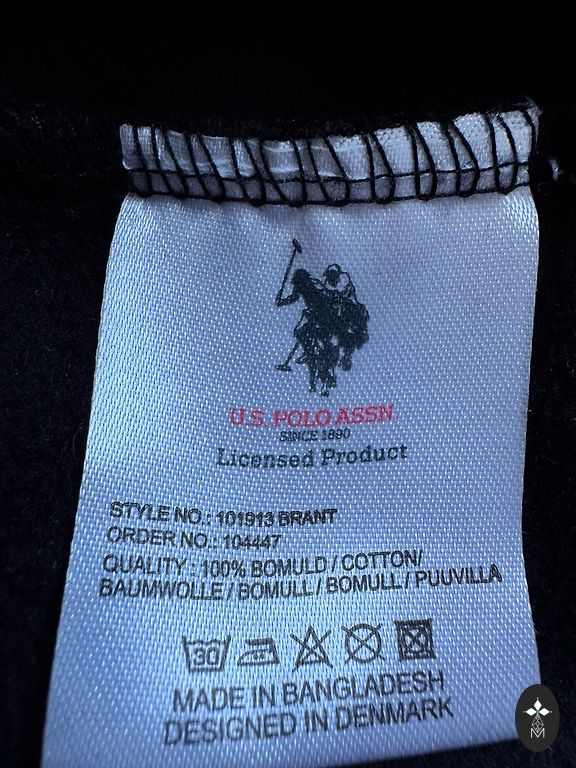 U.S. POLO ASSN
SINCE 1890
Licensed Product
STYLE NO.: 101913 BRANT
ORDER NO.: 104447
QUALITY : 100% BOMULD / COTTON/
BAUMWOLLE / BOMULL / BOMULL / PUUVILLA
30
MADE IN BANGLADESH
DESIGNED IN DENMARK
M